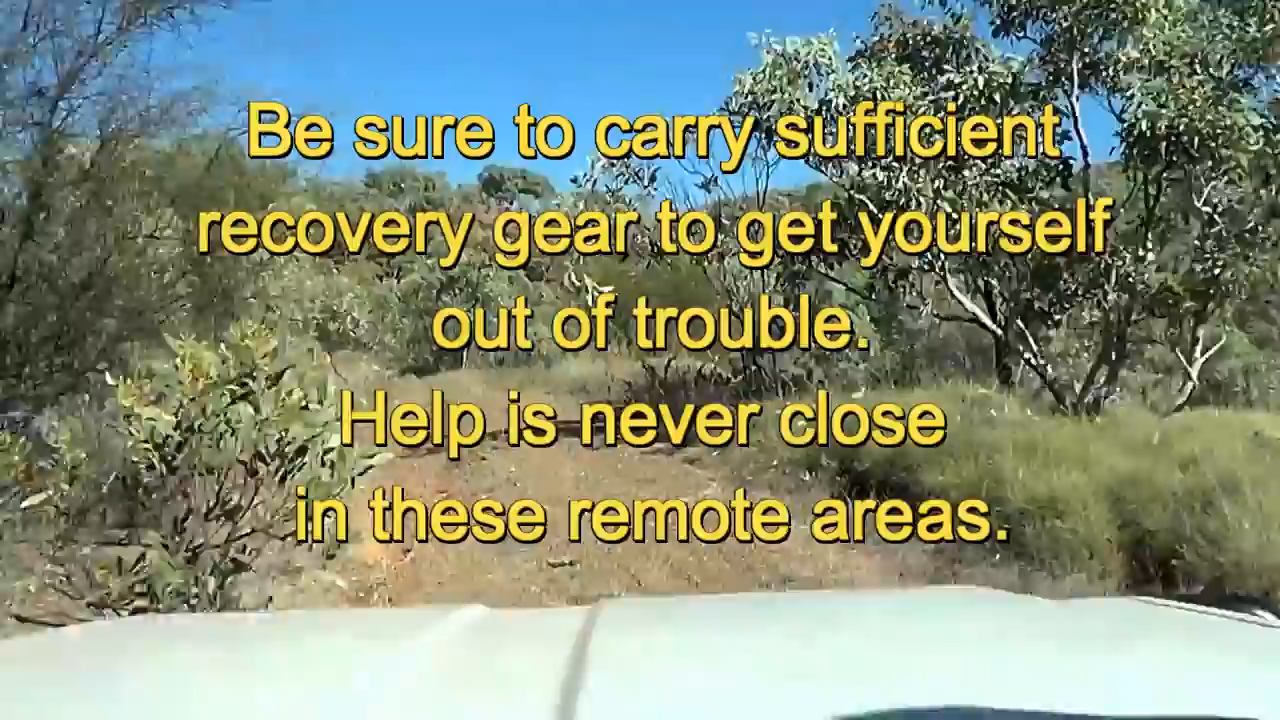 Be sure to carry sufficient
recovery gear to get yourself
out of trouble.
Help is never close
in these remote areas.